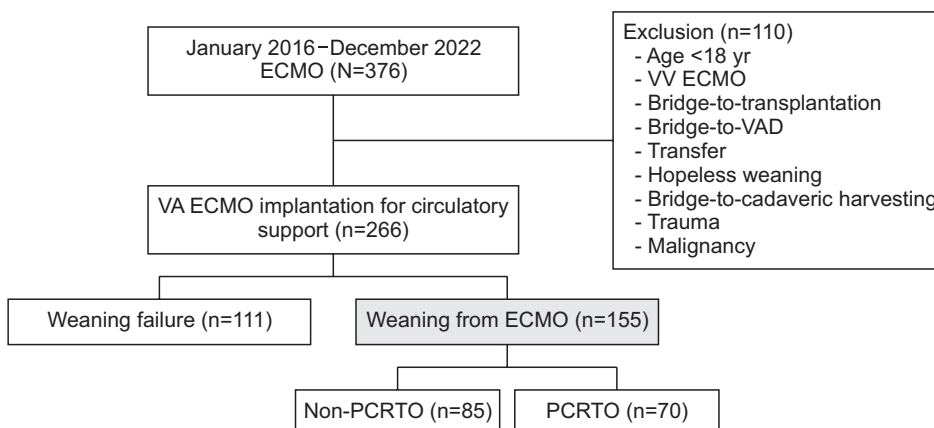 January 2016−December 2022
ECMO (N=376)
Exclusion (n=110)
- Age <18 yr
- VV ECMO
- Bridge-to-transplantation
- Bridge-to-VAD
- Transfer
- Hopeless weaning
- Bridge-to-cadaveric harvesting
- Trauma
- Malignancy
VA ECMO implantation for circulatory
support (n=266)
Weaning failure (n=111)
Weaning from ECMO (n=155)
Non-PCRTO (n=85)
PCRTO (n=70)